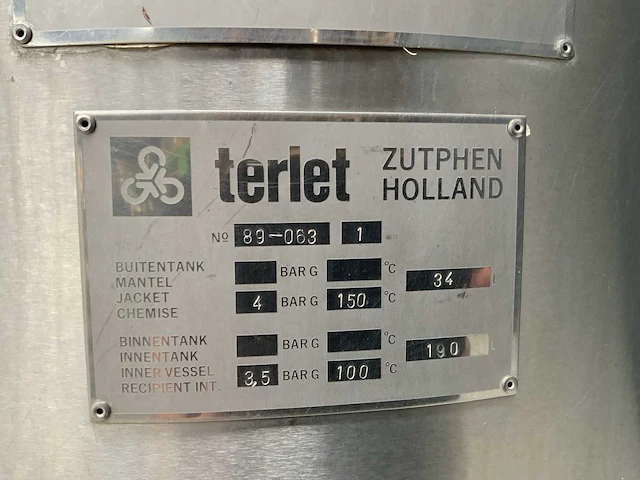 terlet ZUTPHEN
HOLLAND
No 89-063 1
BUITENTANK BAR G °C
MANTEL 34 L
JACKET 4 BAR G 150 °C
CHEMISE
BINNENTANK BAR G °C L
INNENTANK 190
INNER VESSEL 3,5 BAR G 100 °C
RECIPIENT INT.